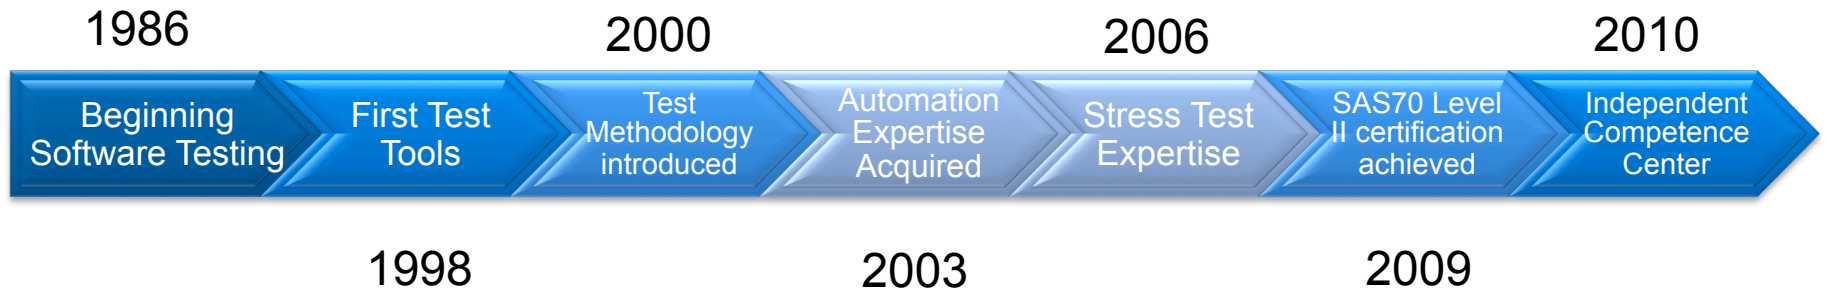 1986
2000
2006
2010
Beginning
Software Testing
First Test
Tools
Test
Methodology
introduced
Automation
Expertise
Acquired
Stress Test
Expertise
SAS70 Level
II certification
achieved
Independent
Competence
Center
1998
2003
2009